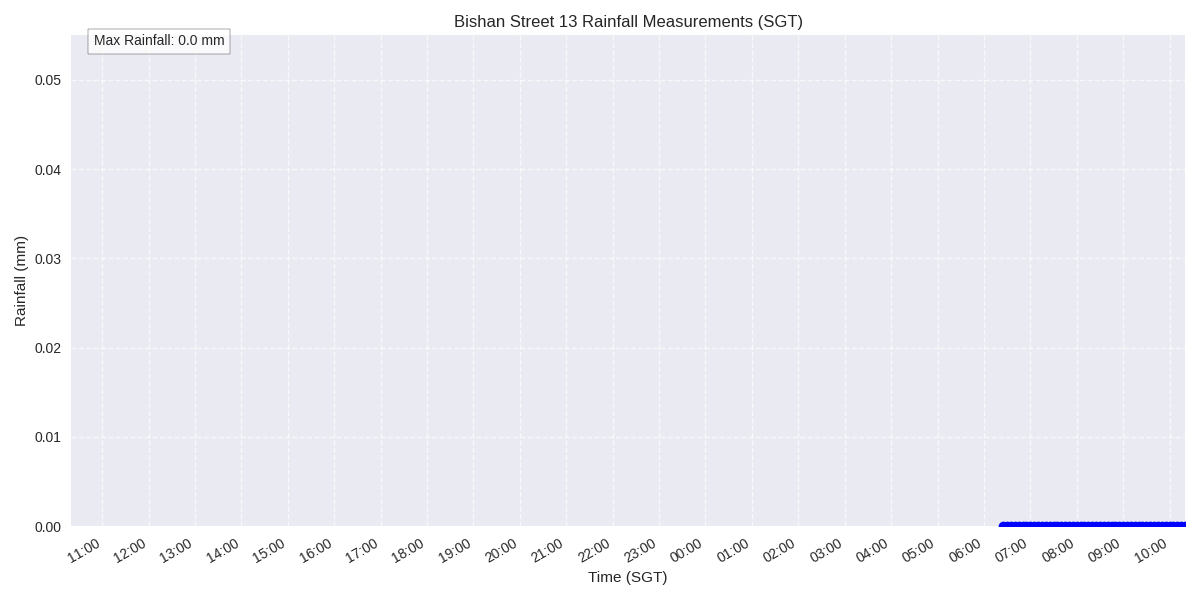 Bishan Street 13 Rainfall Measurements (SGT)
Max Rainfall: 0.0 mm
0.05
0.04
0.03
0.02
0.01
0.00
Rainfall (mm)
11:00 12:00 13:00 14:00 15:00 16:00 17:00 18:00 19:00 20:00 21:00 22:00 23:00 00:00 01:00 02:00 03:00 04:00 05:00 06:00 07:00 08:00 09:00 10:00
Time (SGT)